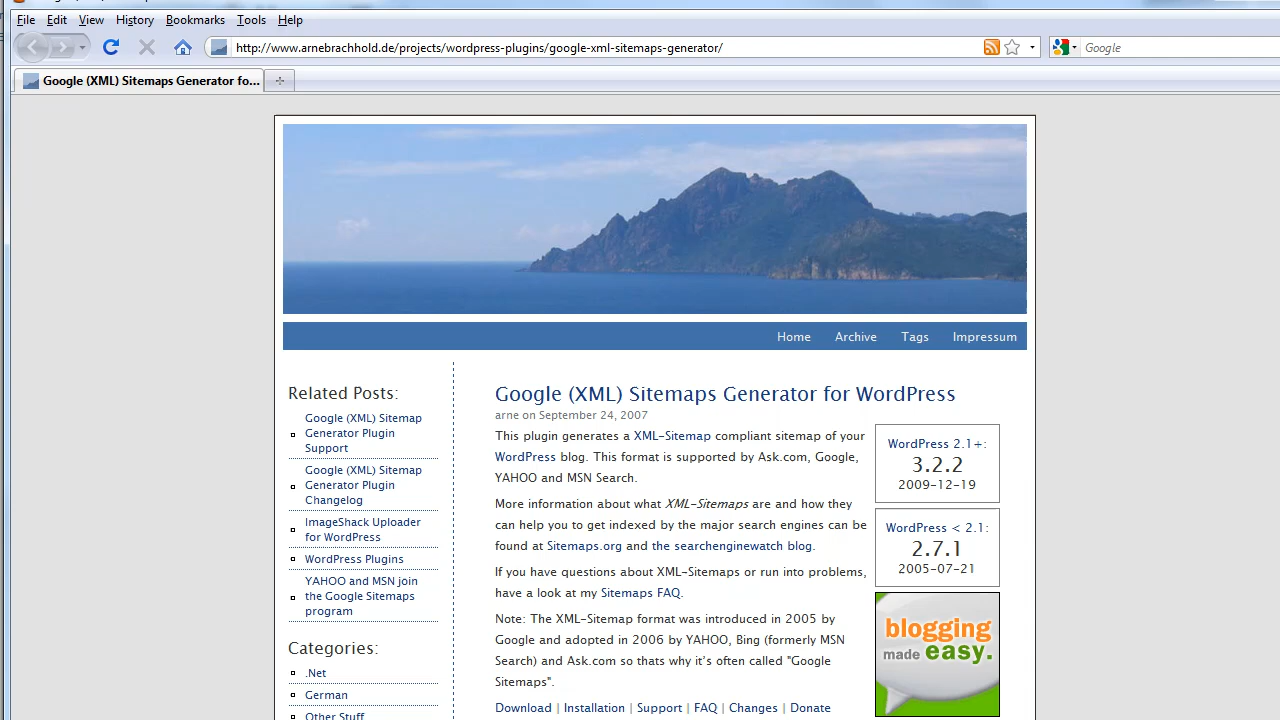 File Edit View History Bookmarks Tools Help
http://www.arnebrachhold.de/projects/wordpress-plugins/google-xml-sitemaps-generator/
Google
Google (XML) Sitemaps Generator fo...
Home Archive Tags Impressum
Related Posts:
Google (XML) Sitemap
Generator Plugin
Support
Google (XML) Sitemap
Generator Plugin
Changelog
ImageShack Uploader
for WordPress
WordPress Plugins
YAHOO and MSN join
the Google Sitemaps
program
Categories:
.Net
German
Other Stuff
Google (XML) Sitemaps Generator for WordPress
arne on September 24, 2007
This plugin generates a XML-Sitemap compliant sitemap of your
WordPress blog. This format is supported by Ask.com, Google,
YAHOO and MSN Search.
More information about what XML-Sitemaps are and how they
can help you to get indexed by the major search engines can be
found at Sitemaps.org and the searchenginewatch blog.
If you have questions about XML-Sitemaps or run into problems,
have a look at my Sitemaps FAQ.
Note: The XML-Sitemap format was introduced in 2005 by
Google and adopted in 2006 by YAHOO, Bing (formerly MSN
Search) and Ask.com so thats why it's often called "Google
Sitemaps".
Download | Installation | Support | FAQ | Changes | Donate
WordPress 2.1+:
3.2.2
2009-12-19
WordPress < 2.1:
2.7.1
2005-07-21
blogging
made easy.